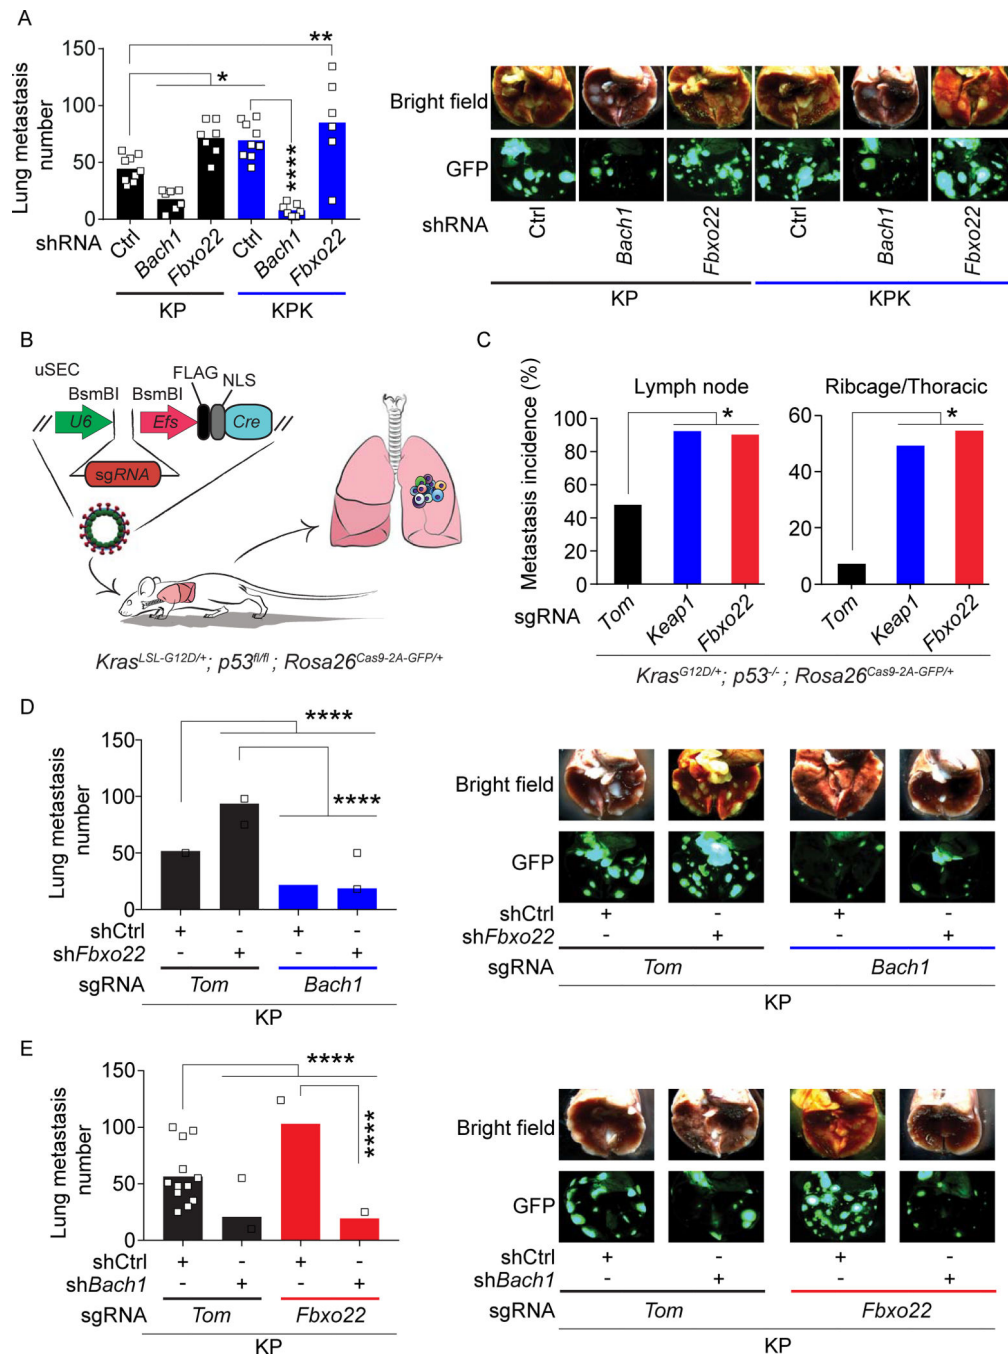 A
Lung metastasis
number
150
100
50
0
*
**
****
shRNA
Ctrl
Bach1
Fbxo22
Ctrl
Bach1
Fbxo22
KP
KPK
Bright field
GFP
shRNA
Ctrl
Bach1
Fbxo22
Ctrl
Bach1
Fbxo22
KP
KPK
B
uSEC
BsmBI
BsmBI
FLAG
NLS
U6
Efs
Cre
sgRNA
Kras^LSL-G12D/+; p53^fl/fl; Rosa26^Cas9-2A-GFP/+
C
Metastasis incidence (%)
Lymph node
100
80
60
40
20
0
*
Ribcage/Thoracic
60
30
0
*
sgRNA
Tom
Keap1
Fbxo22
Tom
Keap1
Fbxo22
Kras^G12D/+; p53^-/-; Rosa26^Cas9-2A-GFP/+
D
Lung metastasis
number
150
100
50
0
****
****
shCtrl + - + -
shFbxo22 - + - +
sgRNA Tom Bach1
KP
Bright field
GFP
shCtrl + - + -
shFbxo22 - + - +
sgRNA Tom Bach1
KP
E
Lung metastasis
number
150
100
50
0
****
****
shCtrl + - + -
shBach1 - + - +
sgRNA Tom Fbxo22
KP
Bright field
GFP
shCtrl + - + -
shBach1 - + - +
sgRNA Tom Fbxo22
KP